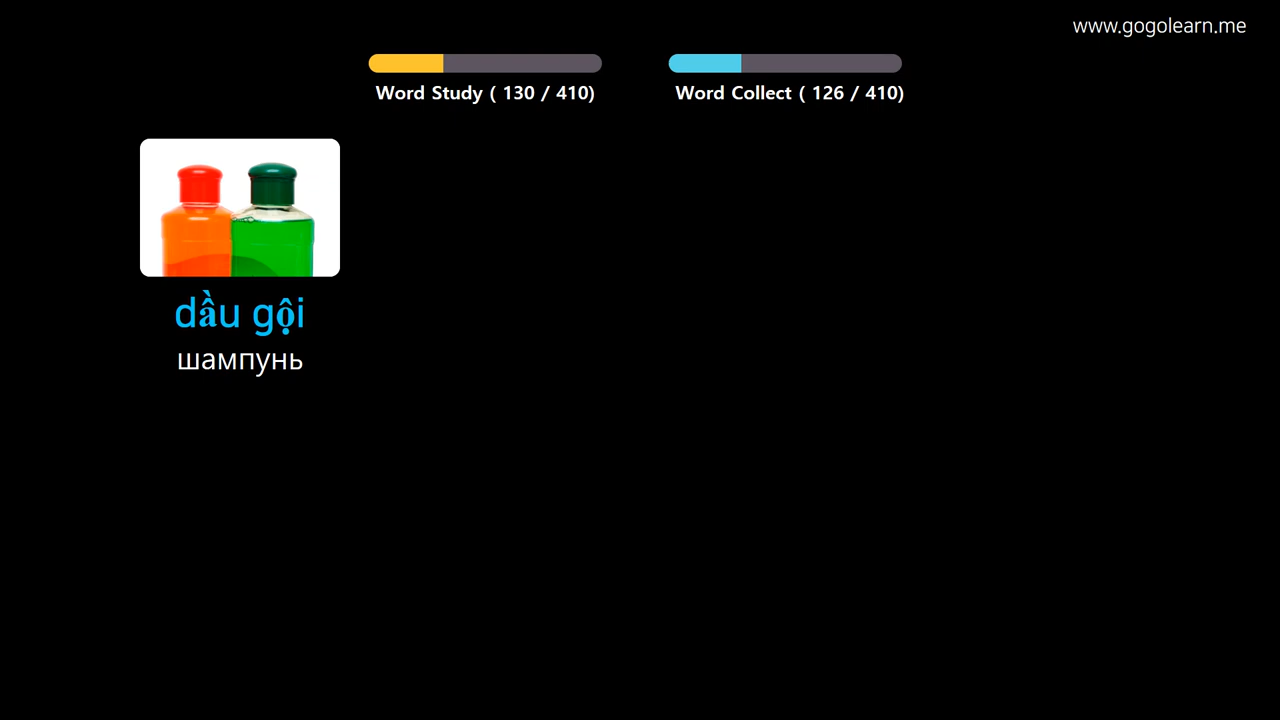 www.gogolearn.me
Word Study ( 130 / 410)
Word Collect ( 126 / 410)
dầu gội
шампунь